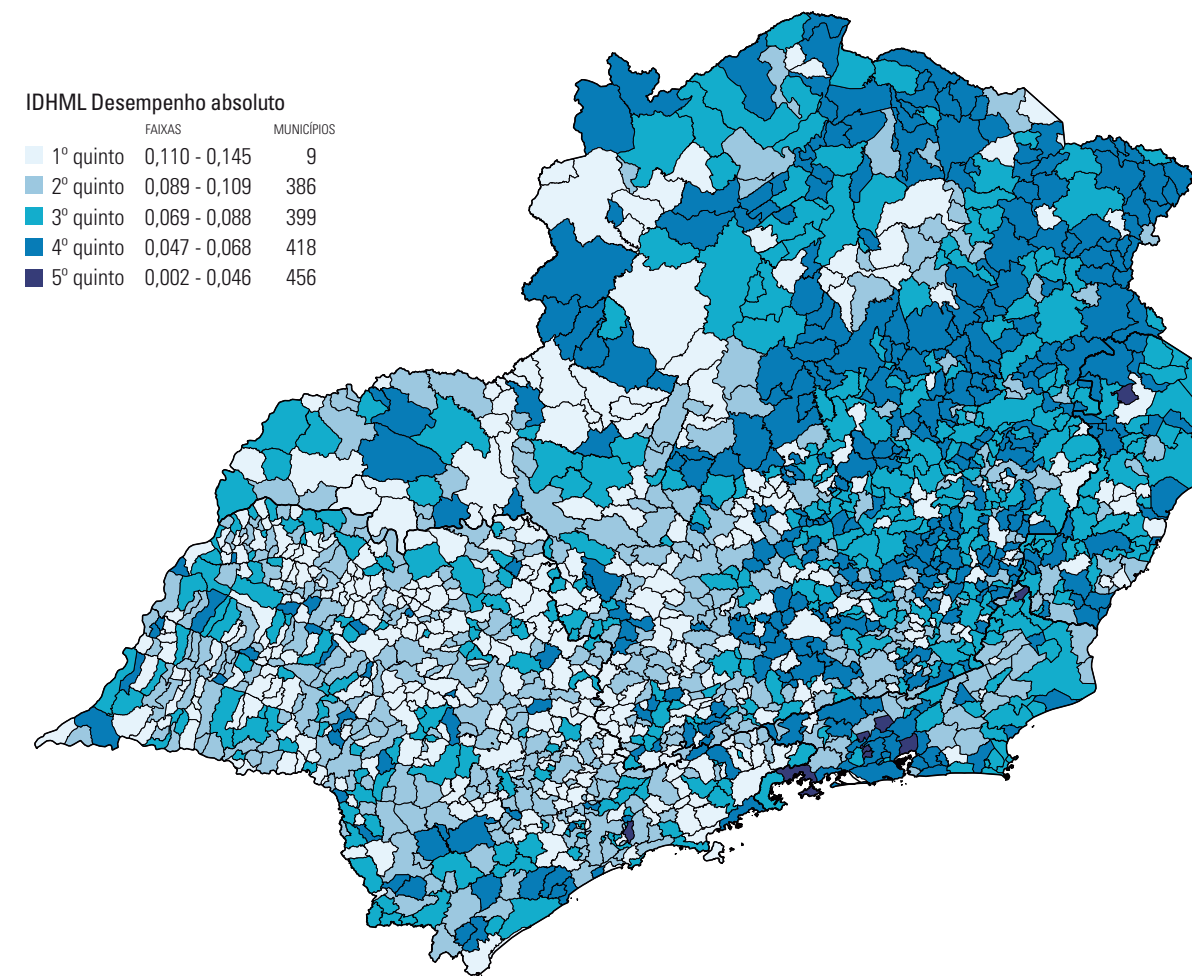 IDHML Desempenho absoluto
FAIXAS MUNICÍPIOS
1º quinto 0,110 - 0,145 9
2º quinto 0,089 - 0,109 386
3º quinto 0,069 - 0,088 399
4º quinto 0,047 - 0,068 418
5º quinto 0,002 - 0,046 456